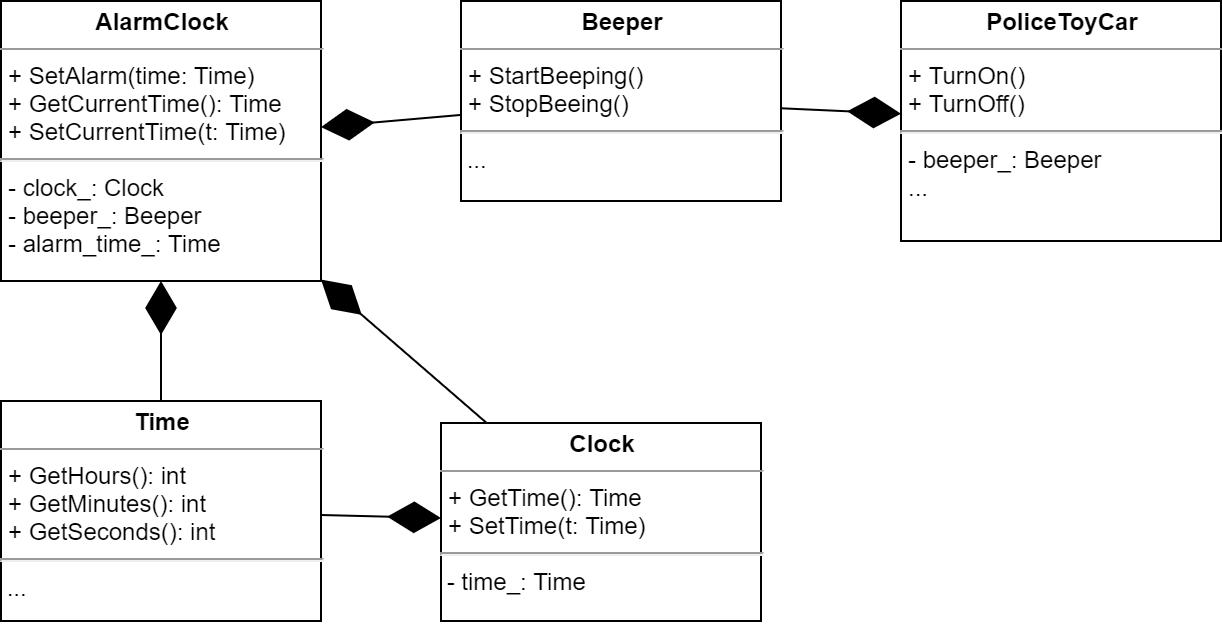 AlarmClock
+ SetAlarm(time: Time)
+ GetCurrentTime(): Time
+ SetCurrentTime(t: Time)
- clock_: Clock
- beeper_: Beeper
- alarm_time_: Time
Beeper
+ StartBeeping()
+ StopBeeing()
...
PoliceToyCar
+ TurnOn()
+ TurnOff()
- beeper_: Beeper
...
Time
+ GetHours(): int
+ GetMinutes(): int
+ GetSeconds(): int
...
Clock
+ GetTime(): Time
+ SetTime(t: Time)
- time_: Time